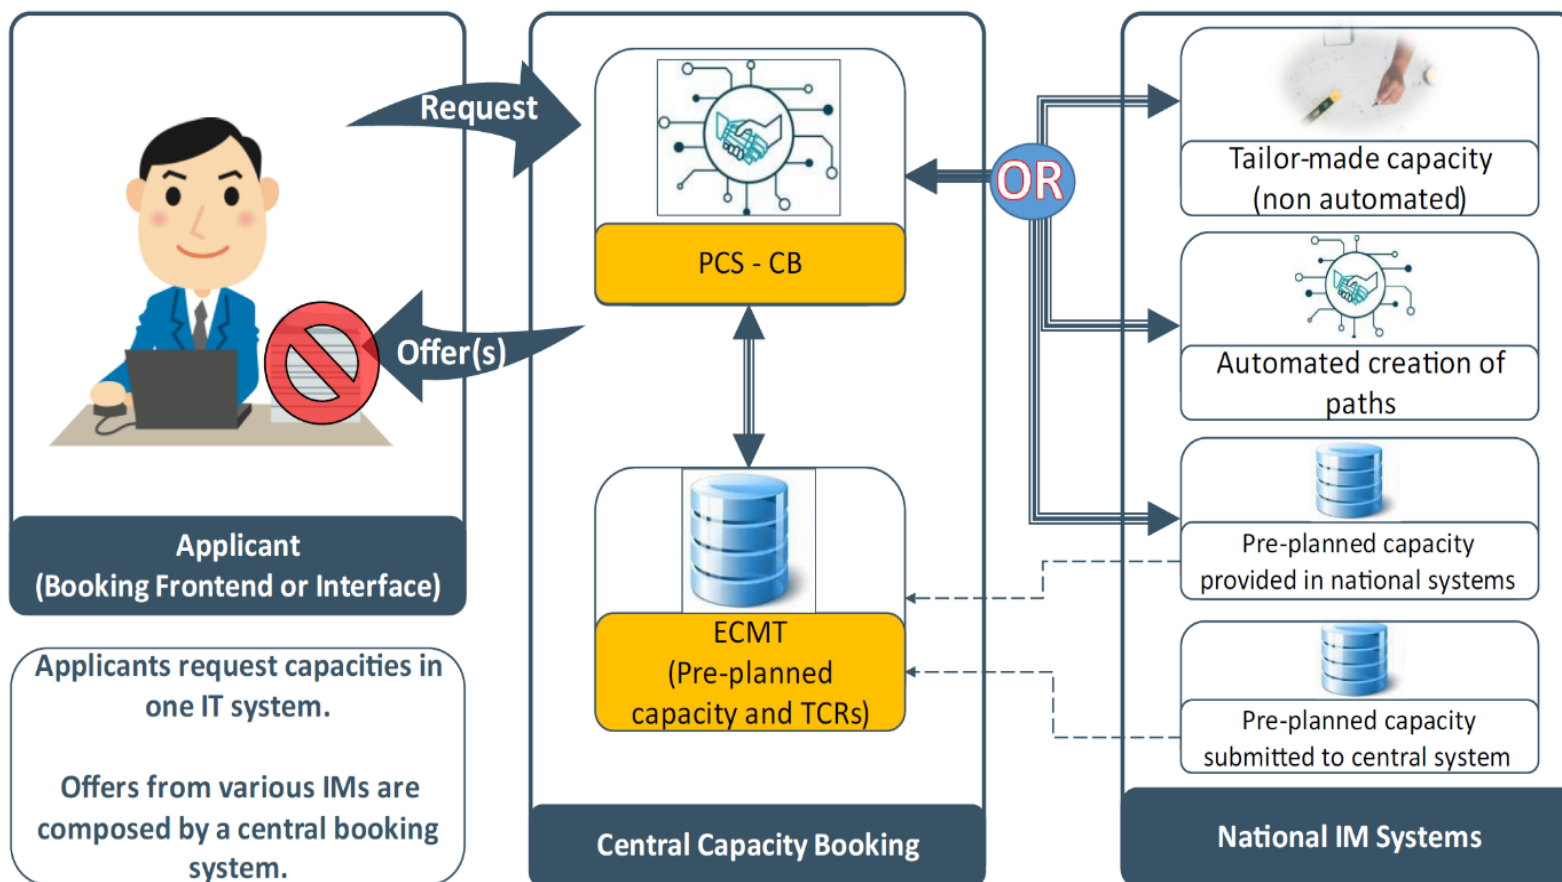 Request
Offer(s)
Applicant
(Booking Frontend or Interface)
Applicants request capacities in
one IT system.
Offers from various IMs are
composed by a central booking
system.
PCS - CB
ECMT
(Pre-planned
capacity and TCRs)
Central Capacity Booking
OR
Tailor-made capacity
(non automated)
Automated creation of
paths
Pre-planned capacity
provided in national systems
Pre-planned capacity
submitted to central system
National IM Systems